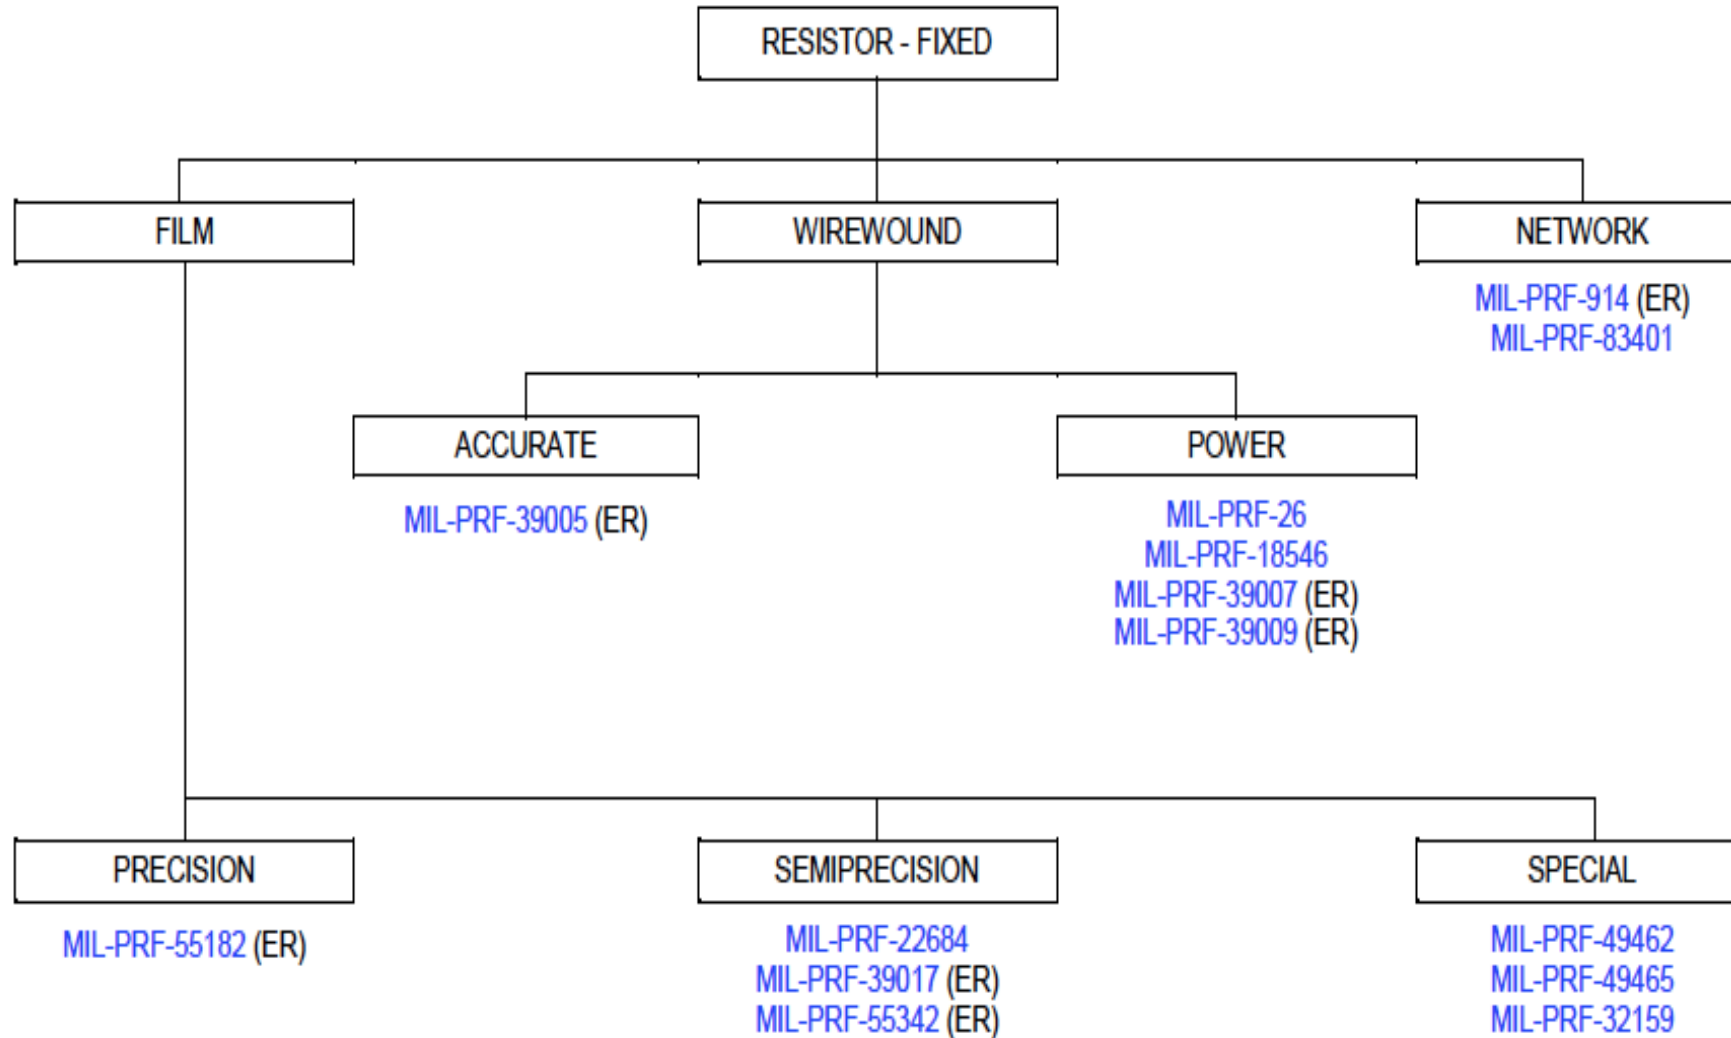 RESISTOR - FIXED
FILM
WIREWOUND
NETWORK
MIL-PRF-914 (ER)
MIL-PRF-83401
ACCURATE
MIL-PRF-39005 (ER)
POWER
MIL-PRF-26
MIL-PRF-18546
MIL-PRF-39007 (ER)
MIL-PRF-39009 (ER)
PRECISION
MIL-PRF-55182 (ER)
SEMIPRECISION
MIL-PRF-22684
MIL-PRF-39017 (ER)
MIL-PRF-55342 (ER)
SPECIAL
MIL-PRF-49462
MIL-PRF-49465
MIL-PRF-32159